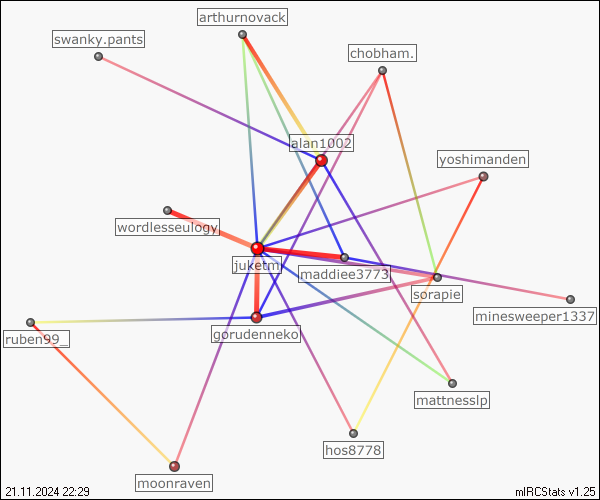 arthurnovack
swanky.pants
chobham.
alan1002
yoshimanden
wordlesseulogy
juketm
maddiee3773
sorapie
minesweeper1337
ruben99_
gorudenneko
mattnesslp
hos8778
moonraven
21.11.2024 22:29
mIRCStats v1.25